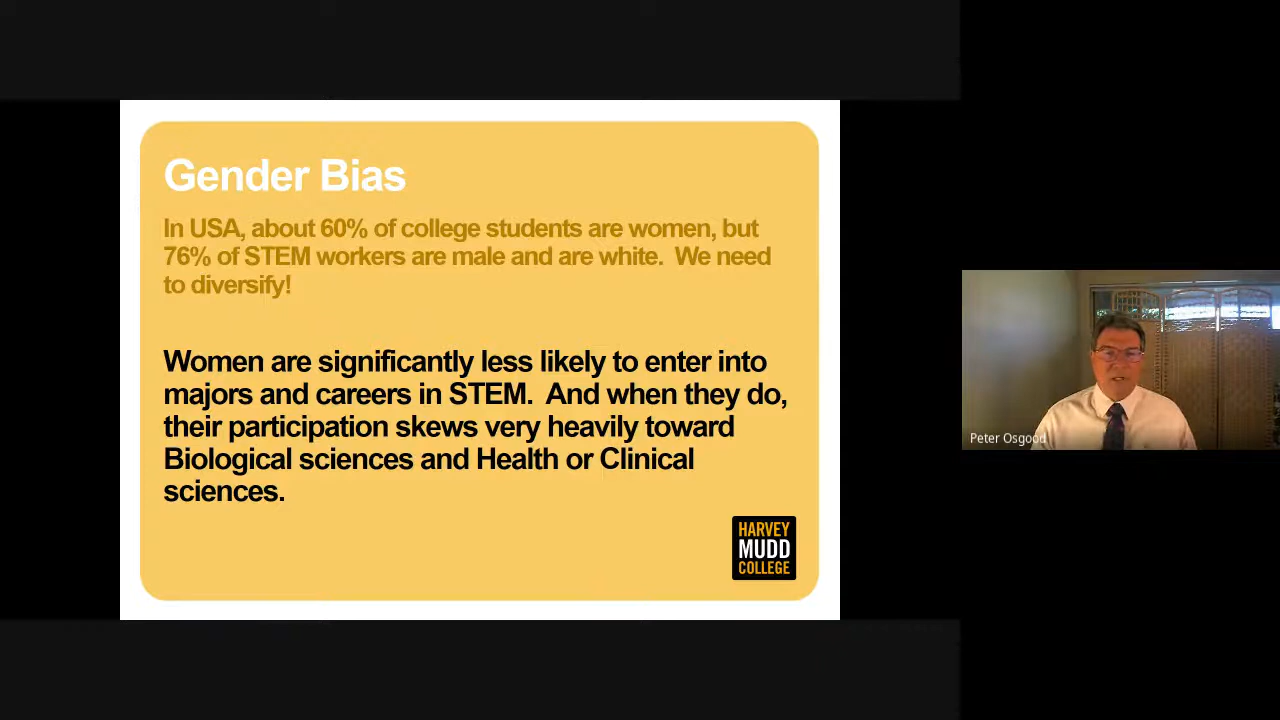 Gender Bias
In USA, about 60% of college students are women, but
76% of STEM workers are male and are white.  We need
to diversify!
Women are significantly less likely to enter into
majors and careers in STEM.  And when they do,
their participation skews very heavily toward
Biological sciences and Health or Clinical
sciences.
HARVEY
MUDD
COLLEGE
Peter Osgood